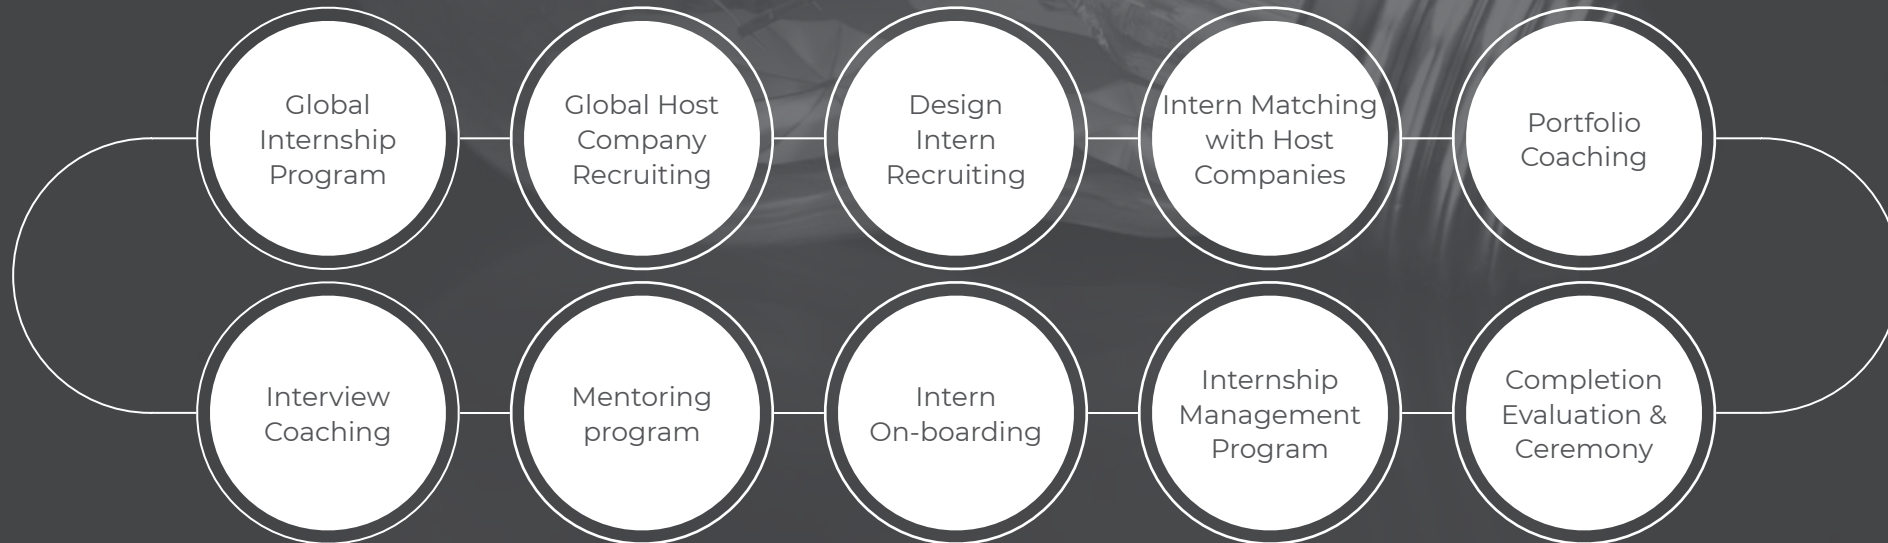 Global
Internship
Program
Global Host
Company
Recruiting
Design
Intern
Recruiting
Intern Matching
with Host
Companies
Portfolio
Coaching
Interview
Coaching
Mentoring
program
Intern
On-boarding
Internship
Management
Program
Completion
Evaluation &
Ceremony